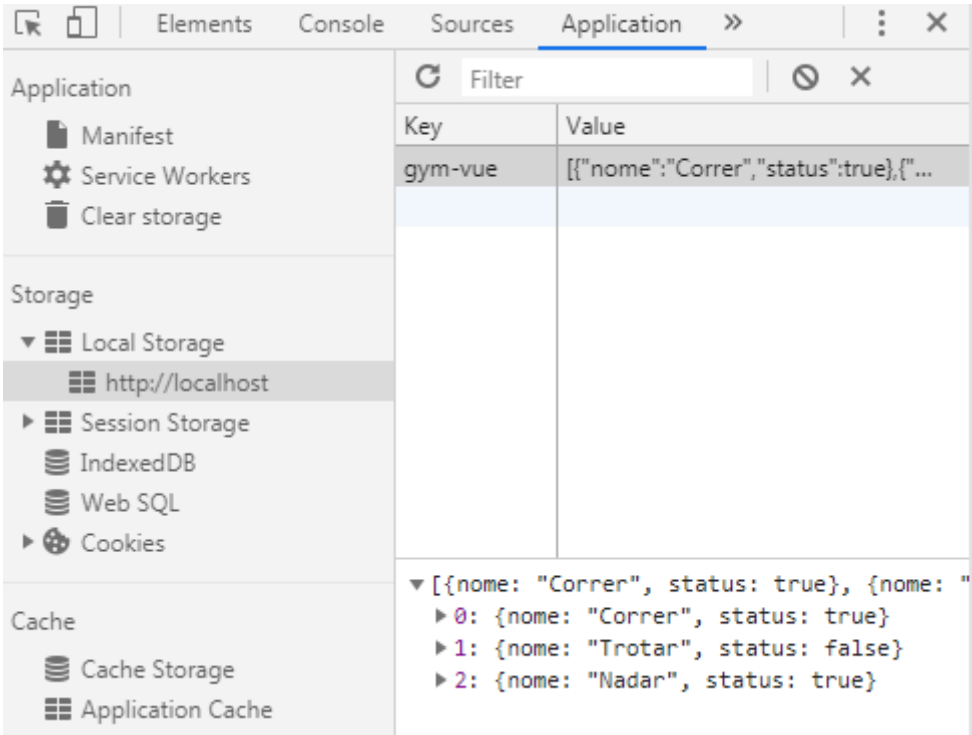 Elements Console Sources Application »
Application
Manifest
Service Workers
Clear storage
Storage
Local Storage
http://localhost
Session Storage
IndexedDB
Web SQL
Cookies
Cache
Cache Storage
Application Cache
Filter
Key Value
gym-vue [{"nome":"Correr","status":true},{"...
[{nome: "Correr", status: true}, {nome: "
0: {nome: "Correr", status: true}
1: {nome: "Trotar", status: false}
2: {nome: "Nadar", status: true}